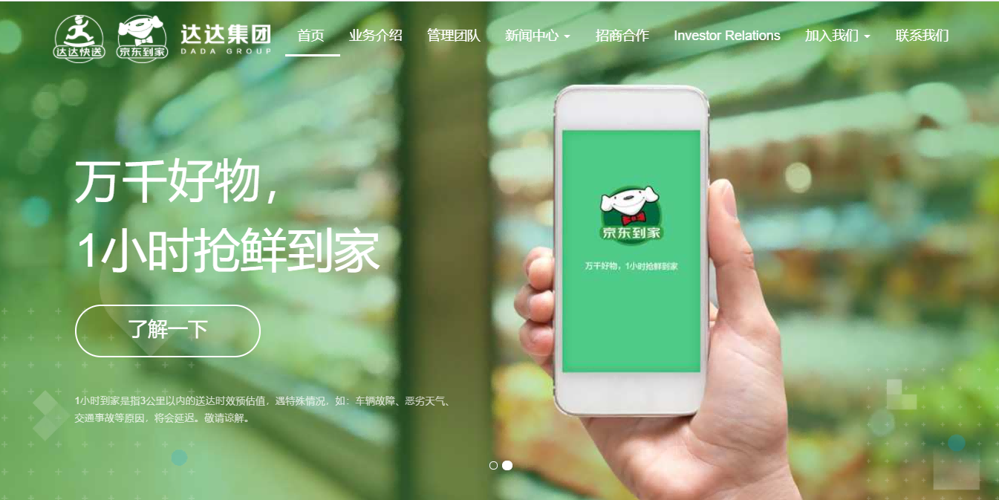 达达快送
京东到家
达达集团
DADA GROUP
首页
业务介绍
管理团队
新闻中心
招商合作
Investor Relations
加入我们
联系我们
万千好物，
1小时抢鲜到家
了解一下
1小时到家是指3公里以内的送达时效预估值，遇特殊情况，如：车辆故障、恶劣天气、
交通事故等原因，将会延迟。敬请谅解。
京东到家
万千好物，1小时抢鲜到家